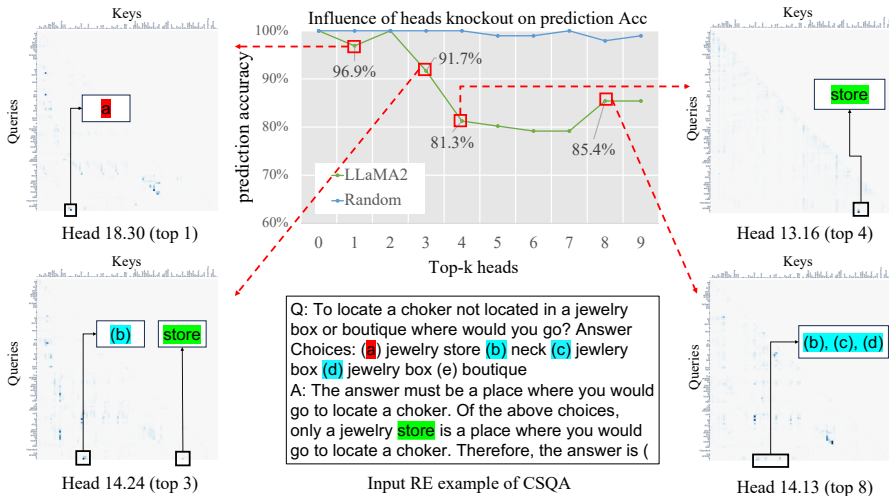 Keys
Queries
a
Head 18.30 (top 1)
Influence of heads knockout on prediction Acc
prediction accuracy
100%
90%
80%
70%
60%
96.9%
91.7%
81.3%
85.4%
LLaMA2
Random
0 1 2 3 4 5 6 7 8 9
Top-k heads
Keys
Queries
store
Head 13.16 (top 4)
Keys
Queries
(b)
store
Head 14.24 (top 3)
Q: To locate a choker not located in a jewelry
box or boutique where would you go? Answer
Choices: (a) jewelry store (b) neck (c) jewlery
box (d) jewelry box (e) boutique
A: The answer must be a place where you would
go to locate a choker. Of the above choices,
only a jewelry store is a place where you would
go to locate a choker. Therefore, the answer is (
Input RE example of CSQA
Keys
Queries
(b), (c), (d)
Head 14.13 (top 8)